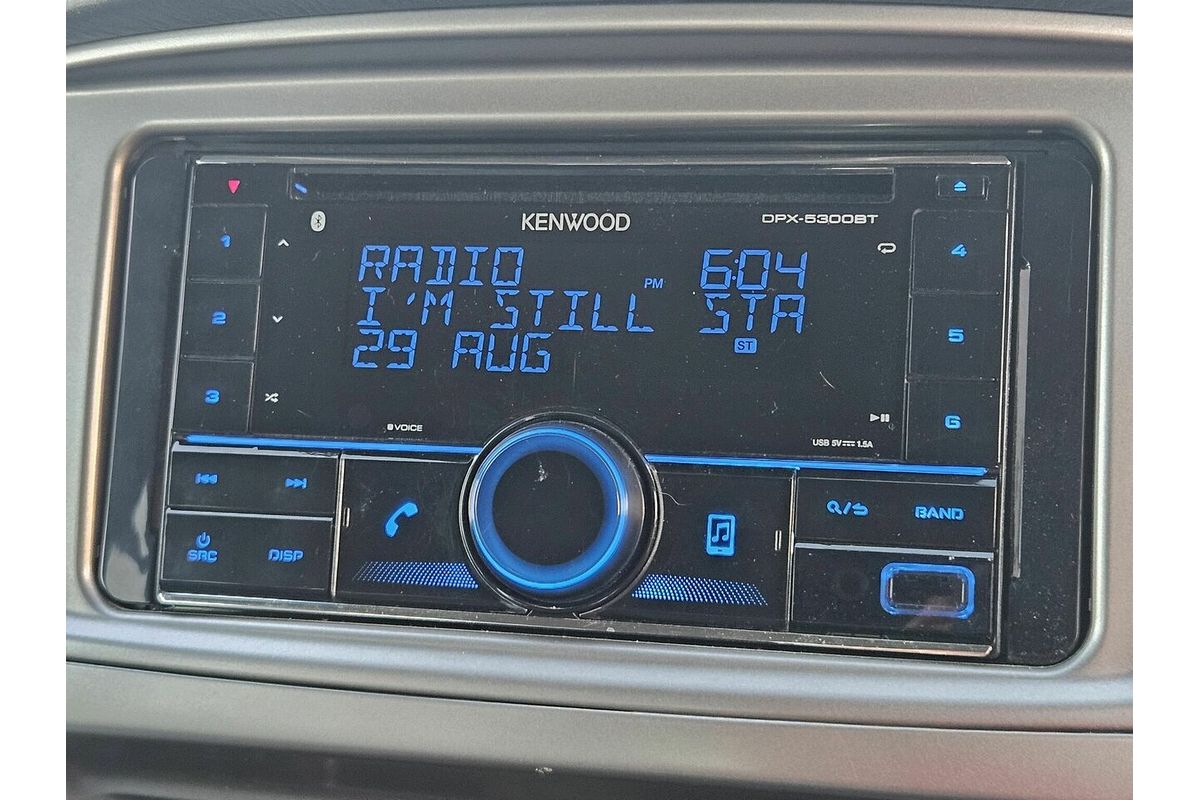 KENWOOD DPX-5300BT
1 RADIO PM 6:04 4
2 I'M STILL STA 5
29 AUG ST
3 6
VOICE
USB 5V 1.5A
BAND
SRC DISP